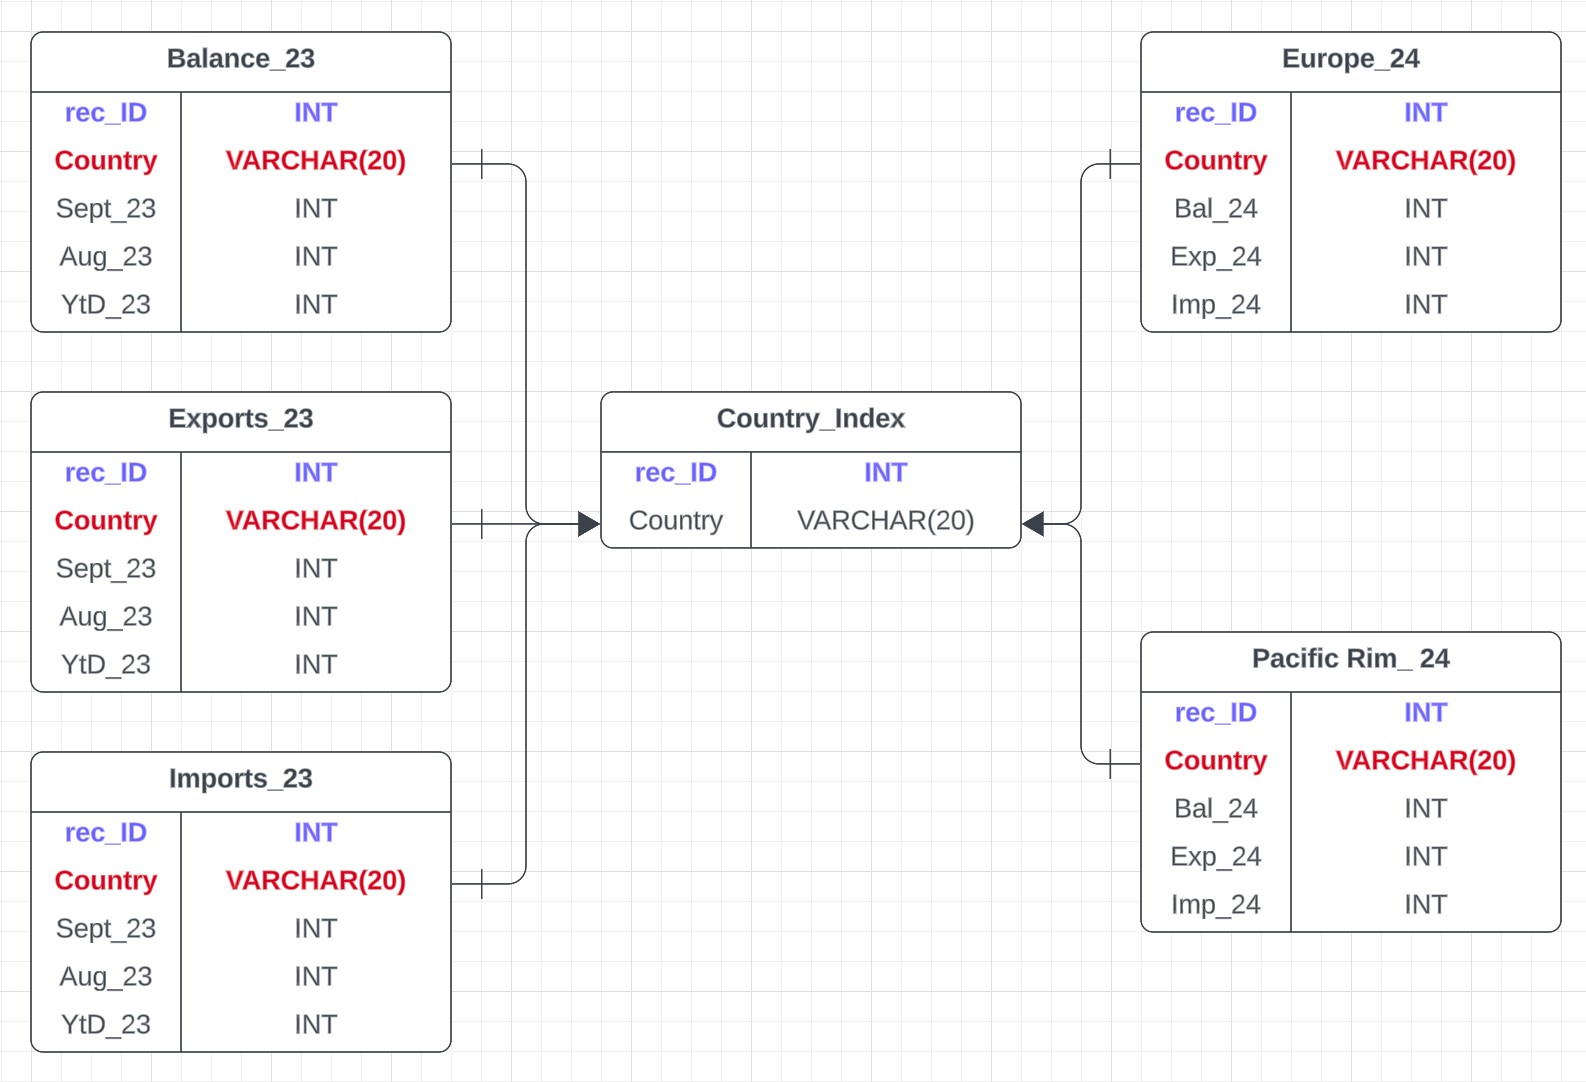 Balance_23
rec_ID INT
Country VARCHAR(20)
Sept_23 INT
Aug_23 INT
YtD_23 INT
Exports_23
rec_ID INT
Country VARCHAR(20)
Sept_23 INT
Aug_23 INT
YtD_23 INT
Imports_23
rec_ID INT
Country VARCHAR(20)
Sept_23 INT
Aug_23 INT
YtD_23 INT
Country_Index
rec_ID INT
Country VARCHAR(20)
Europe_24
rec_ID INT
Country VARCHAR(20)
Bal_24 INT
Exp_24 INT
Imp_24 INT
Pacific Rim_ 24
rec_ID INT
Country VARCHAR(20)
Bal_24 INT
Exp_24 INT
Imp_24 INT